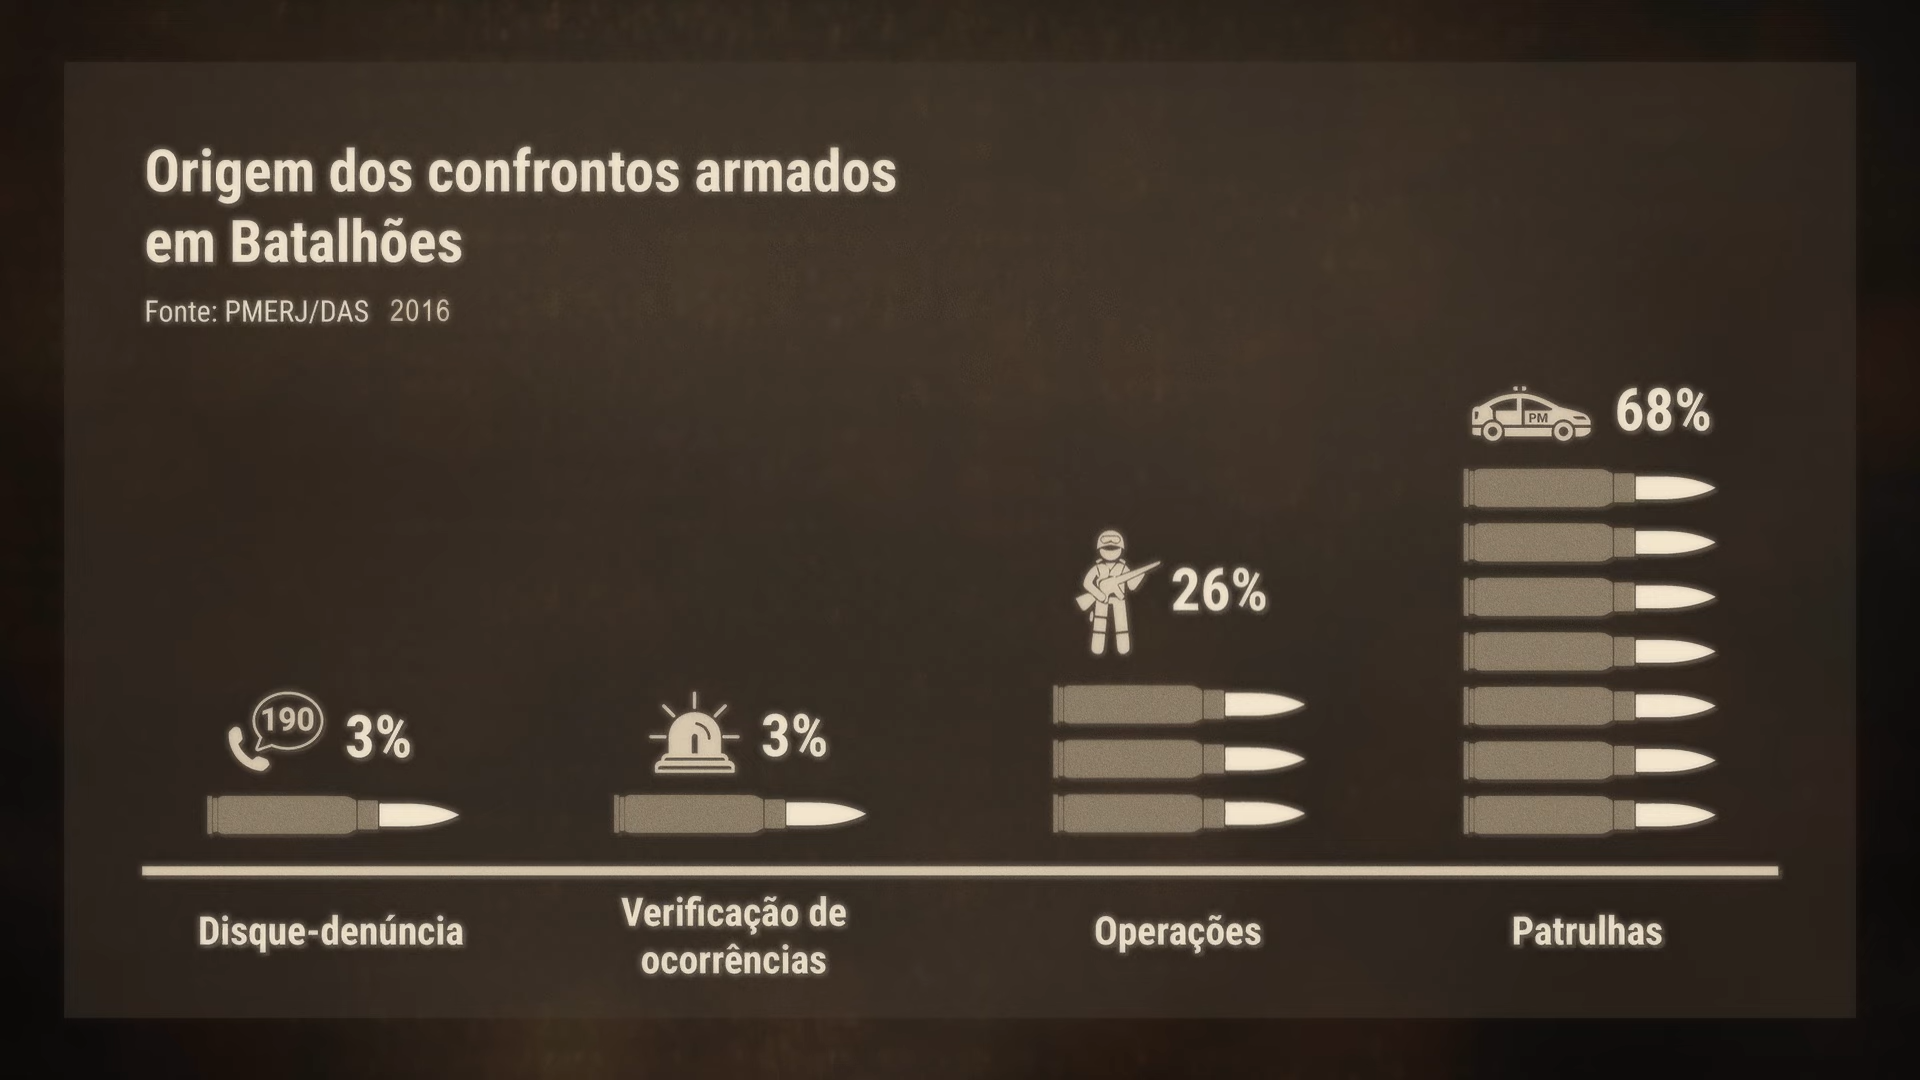 Origem dos confrontos armados
em Batalhões
Fonte: PMERJ/DAS 2016
190 3%
3%
26%
PM 68%
Disque-denúncia
Verificação de
ocorrências
Operações
Patrulhas